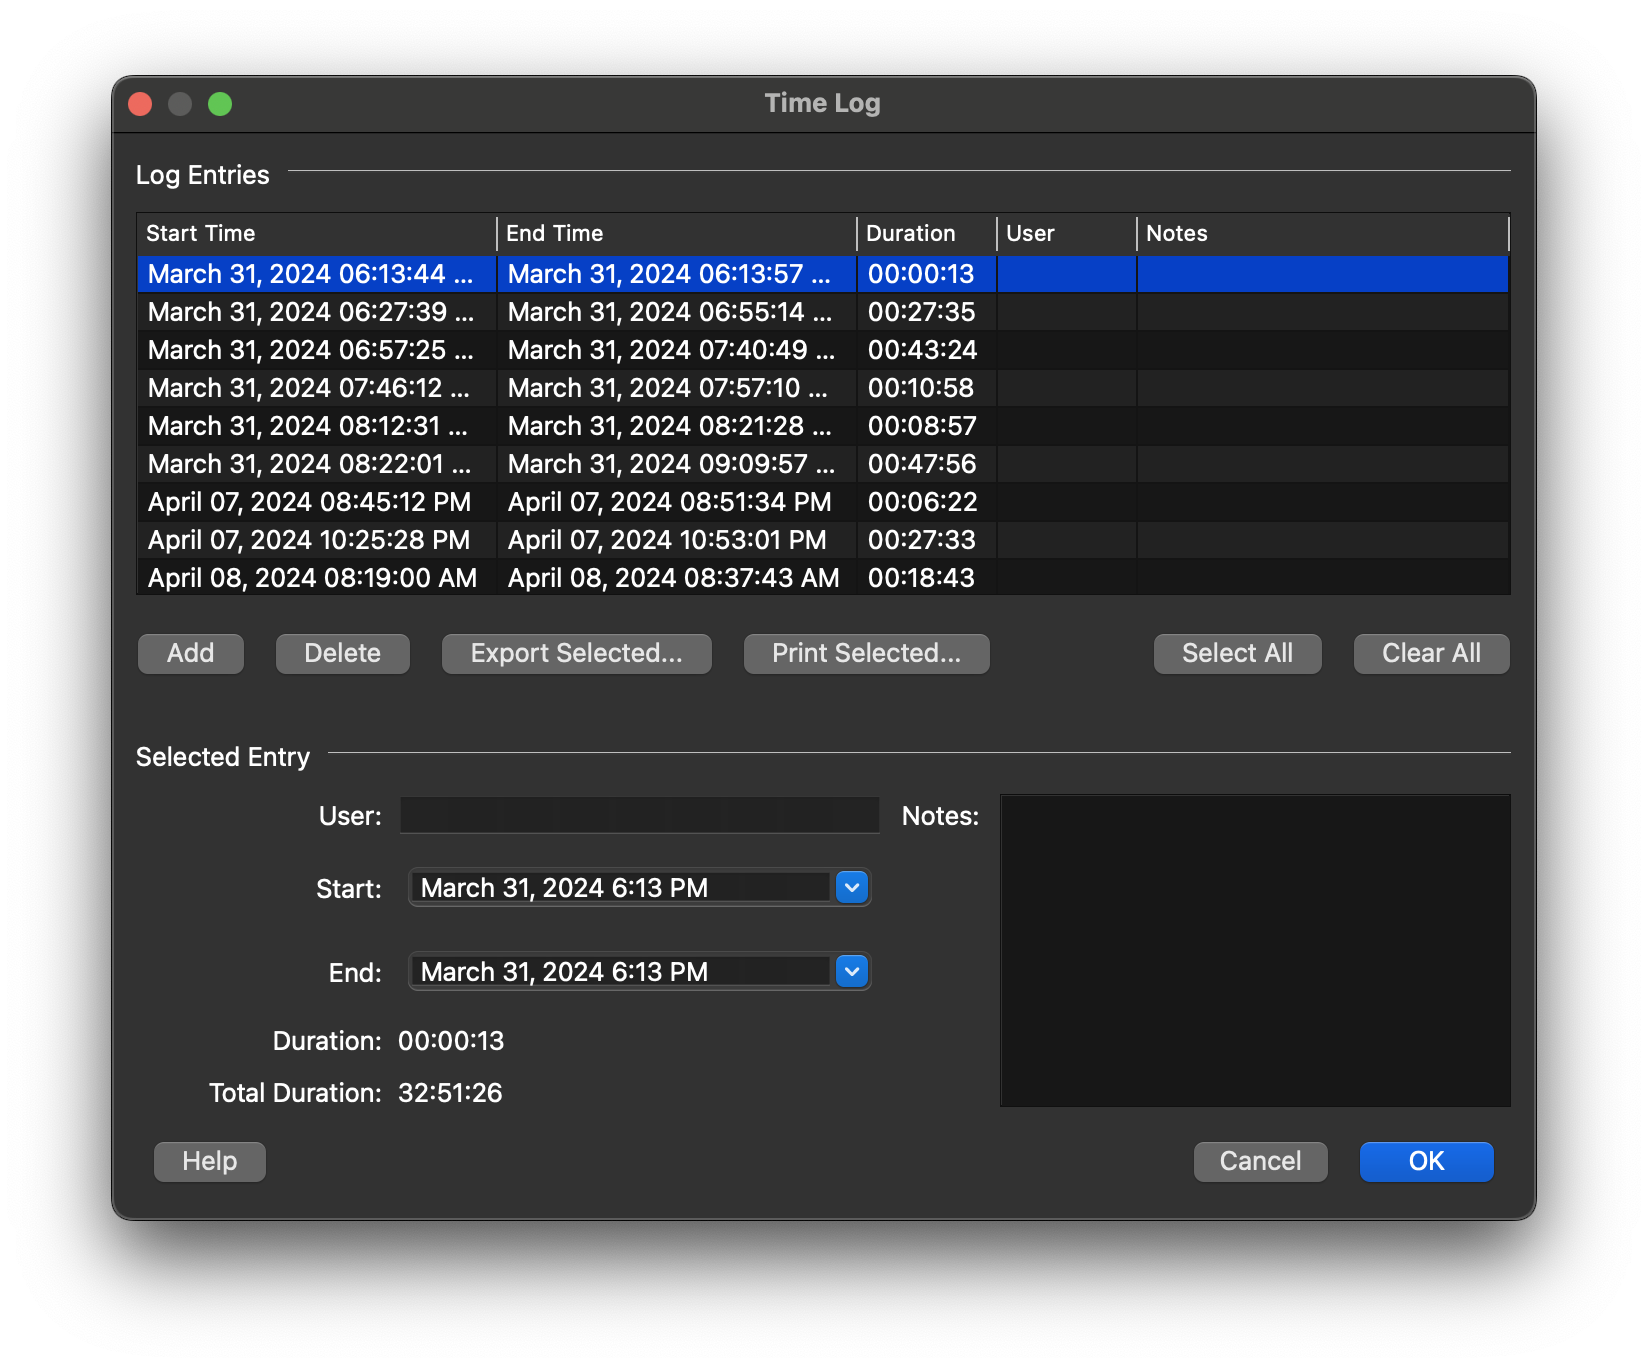 Time Log
Log Entries
Start Time End Time Duration User Notes
March 31, 2024 06:13:44 ... March 31, 2024 06:13:57 ... 00:00:13
March 31, 2024 06:27:39 ... March 31, 2024 06:55:14 ... 00:27:35
March 31, 2024 06:57:25 ... March 31, 2024 07:40:49 ... 00:43:24
March 31, 2024 07:46:12 ... March 31, 2024 07:57:10 ... 00:10:58
March 31, 2024 08:12:31 ... March 31, 2024 08:21:28 ... 00:08:57
March 31, 2024 08:22:01 ... March 31, 2024 09:09:57 ... 00:47:56
April 07, 2024 08:45:12 PM April 07, 2024 08:51:34 PM 00:06:22
April 07, 2024 10:25:28 PM April 07, 2024 10:53:01 PM 00:27:33
April 08, 2024 08:19:00 AM April 08, 2024 08:37:43 AM 00:18:43
Add Delete Export Selected... Print Selected... Select All Clear All
Selected Entry
User: Notes:
Start: March 31, 2024 6:13 PM
End: March 31, 2024 6:13 PM
Duration: 00:00:13
Total Duration: 32:51:26
Help Cancel OK